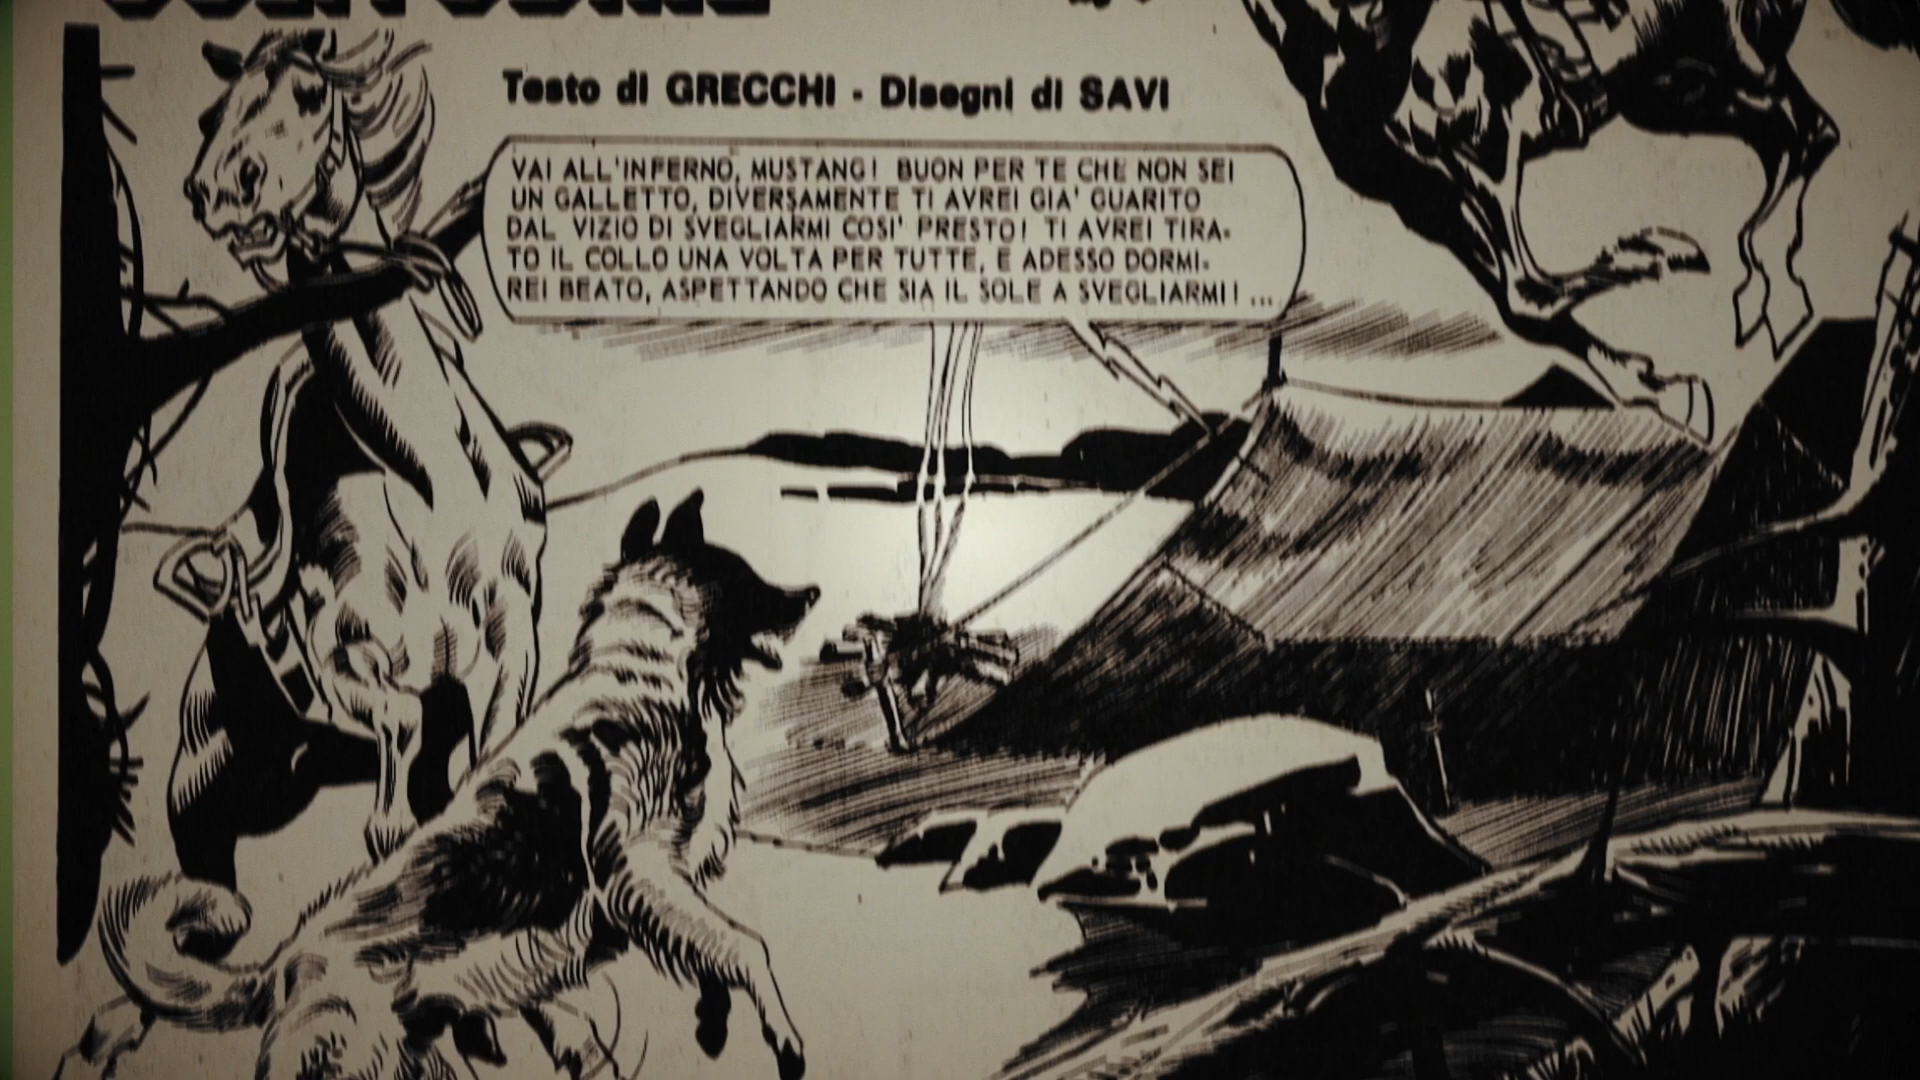 Testo di GRECCHI - Disegni di SAVI
VAI ALL'INFERNO, MUSTANG! BUON PER TE CHE NON SEI
UN GALLETTO, DIVERSAMENTE TI AVREI GIA' GUARITO
DAL VIZIO DI SVEGLIARMI COSI' PRESTO! TI AVREI TIRA-
TO IL COLLO UNA VOLTA PER TUTTE, E ADESSO DORMI-
REI BEATO, ASPETTANDO CHE SIA IL SOLE A SVEGLIARMI! ...